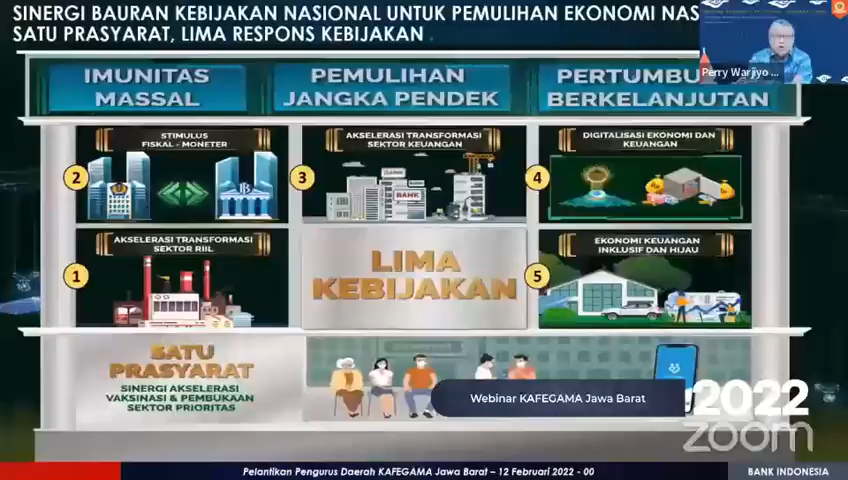 SINERGI BAURAN KEBIJAKAN NASIONAL UNTUK PEMULIHAN EKONOMI NAS
SATU PRASYARAT, LIMA RESPONS KEBIJAKAN
Perry Warjiyo ...
IMUNITAS
MASSAL
PEMULIHAN
JANGKA PENDEK
PERTUMBU
BERKELANJUTAN
2
STIMULUS
FISKAL - MONETER
3
AKSELERASI TRANSFORMASI
SEKTOR KEUANGAN
BANK
4
DIGITALISASI EKONOMI DAN
KEUANGAN
Rp
1
AKSELERASI TRANSFORMASI
SEKTOR RIIL
LIMA
KEBIJAKAN
5
EKONOMI KEUANGAN
INKLUSIF DAN HIJAU
SATU
PRASYARAT
SINERGI AKSELERASI
VAKSINASI & PEMBUKAAN
SEKTOR PRIORITAS
Webinar KAFEGAMA Jawa Barat
2022
zoom
Pelantikan Pengurus Daerah KAFEGAMA Jawa Barat – 12 Februari 2022 - 00
BANK INDONESIA